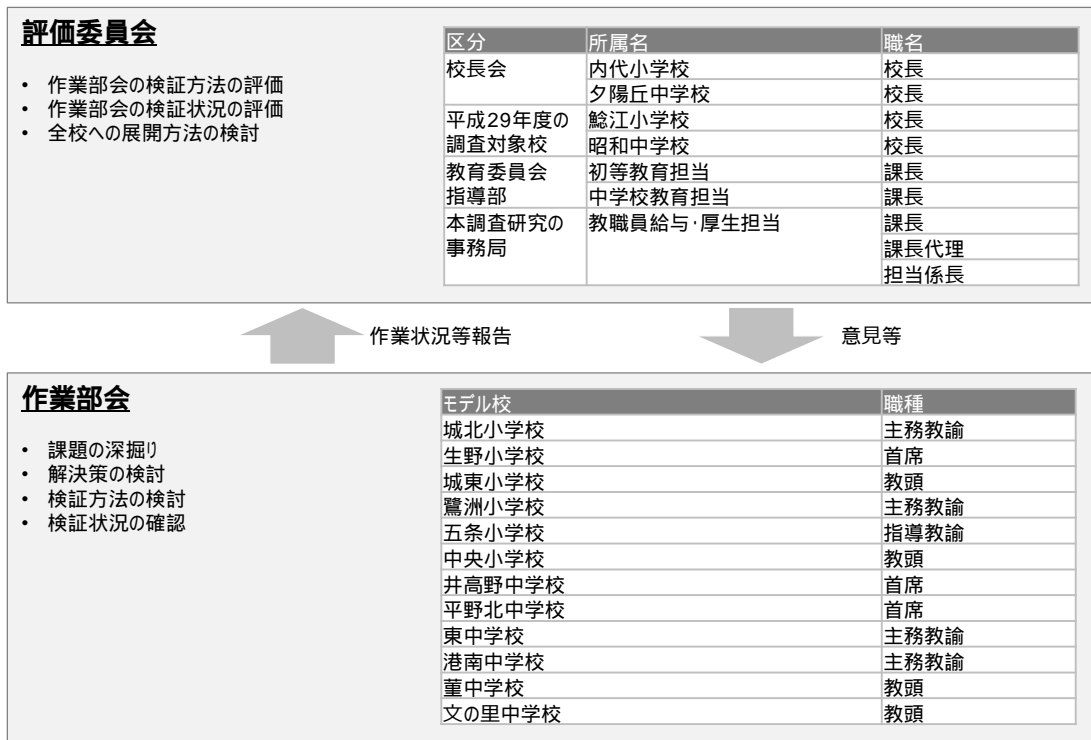 評価委員会
• 作業部会の検証方法の評価
• 作業部会の検証状況の評価
• 全校への展開方法の検討
区分 所属名 職名
校長会 内代小学校 校長
夕陽丘中学校 校長
平成29年度の 鯰江小学校 校長
調査対象校 昭和中学校 校長
教育委員会 初等教育担当 課長
指導部 中学校教育担当 課長
本調査研究の 教職員給与・厚生担当 課長
事務局 課長代理
担当係長
作業状況等報告 意見等
作業部会
• 課題の深掘り
• 解決策の検討
• 検証方法の検討
• 検証状況の確認
モデル校 職種
城北小学校 主務教諭
生野小学校 首席
城東小学校 教頭
鷺洲小学校 主務教諭
五条小学校 指導教諭
中央小学校 教頭
井高野中学校 首席
平野北中学校 首席
東中学校 主務教諭
港南中学校 主務教諭
菫中学校 教頭
文の里中学校 教頭